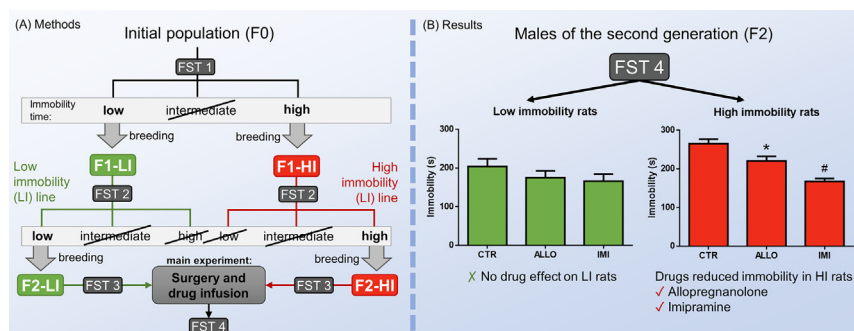 (A) Methods
Initial population (F0)
FST 1
Immobility time:
low
intermediate
high
breeding
breeding
F1-LI
F1-HI
Low immobility (LI) line
High immobility (LI) line
FST 2
FST 2
low
intermediate
high
low
intermediate
high
breeding
main experiment:
breeding
F2-LI
FST 3
Surgery and drug infusion
FST 3
F2-HI
FST 4
(B) Results
Males of the second generation (F2)
FST 4
Low immobility rats
High immobility rats
Immobility (s)
300
200
100
0
CTR
ALLO
IMI
Immobility (s)
300
200
100
0
*
#
CTR
ALLO
IMI
✗ No drug effect on LI rats
Drugs reduced immobility in HI rats
✓ Allopregnanolone
✓ Imipramine